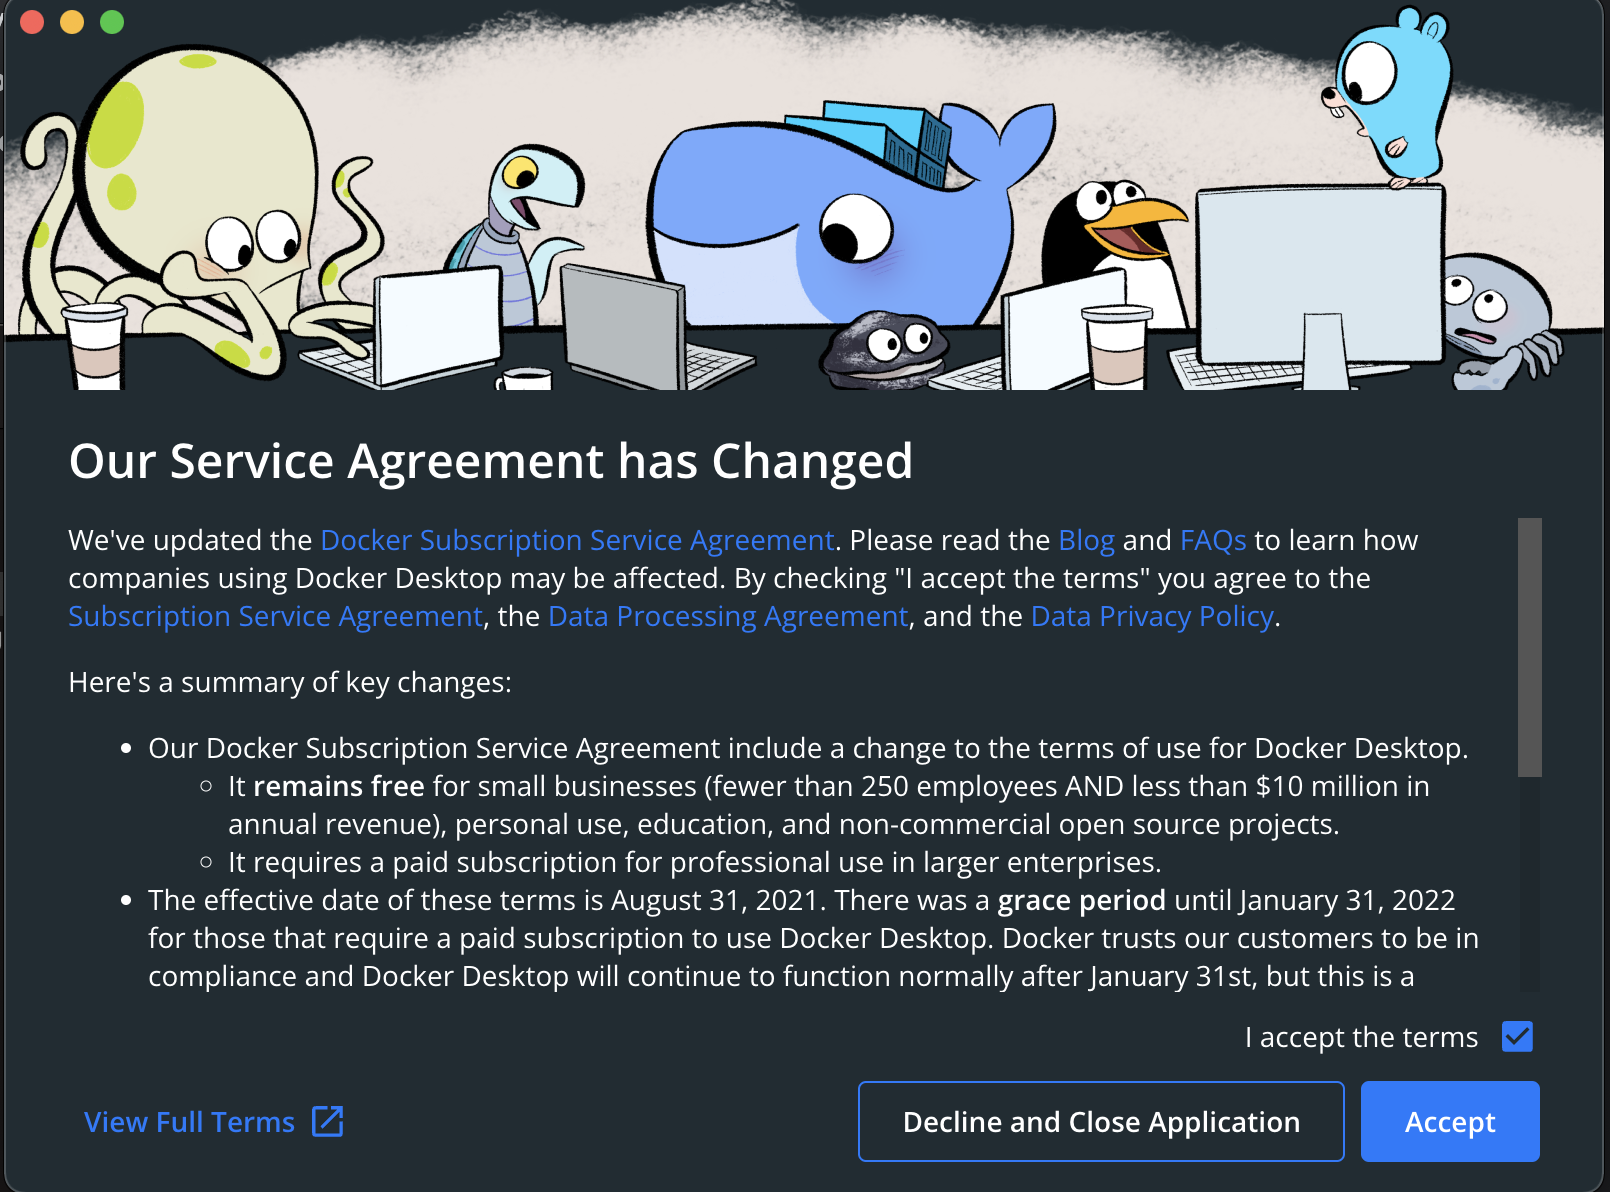 Our Service Agreement has Changed
We've updated the Docker Subscription Service Agreement. Please read the Blog and FAQs to learn how
companies using Docker Desktop may be affected. By checking "I accept the terms" you agree to the
Subscription Service Agreement, the Data Processing Agreement, and the Data Privacy Policy.
Here's a summary of key changes:
• Our Docker Subscription Service Agreement include a change to the terms of use for Docker Desktop.
◦ It remains free for small businesses (fewer than 250 employees AND less than $10 million in
annual revenue), personal use, education, and non-commercial open source projects.
◦ It requires a paid subscription for professional use in larger enterprises.
• The effective date of these terms is August 31, 2021. There was a grace period until January 31, 2022
for those that require a paid subscription to use Docker Desktop. Docker trusts our customers to be in
compliance and Docker Desktop will continue to function normally after January 31st, but this is a
I accept the terms
View Full Terms
Decline and Close Application
Accept